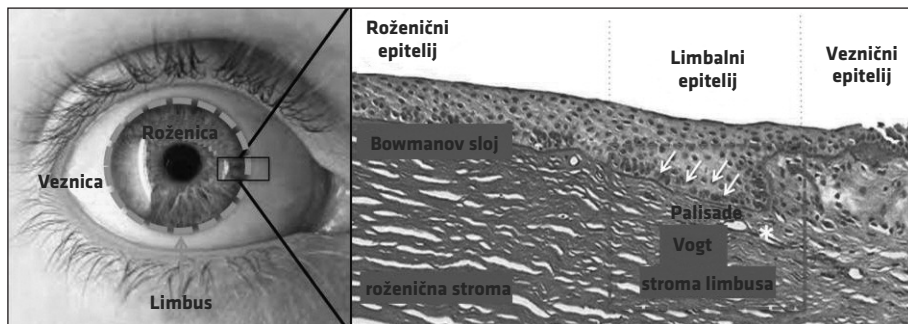 Roženica
Veznica
Limbus
Roženični
epitelij
Limbalni
epitelij
Veznični
epitelij
Bowmanov sloj
Palisade
Vogt
*
roženična stroma
stroma limbusa